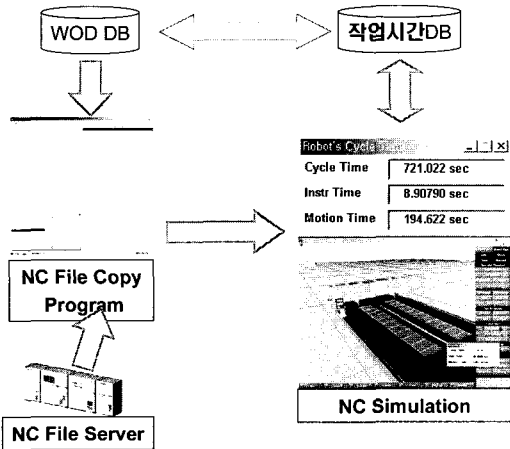 WOD DB
작업시간DB
Robot's Cycle
Cycle Time 721.022 sec
Instr Time 8.90790 sec
Motion Time 194.622 sec
NC File Copy
Program
NC Simulation
NC File Server